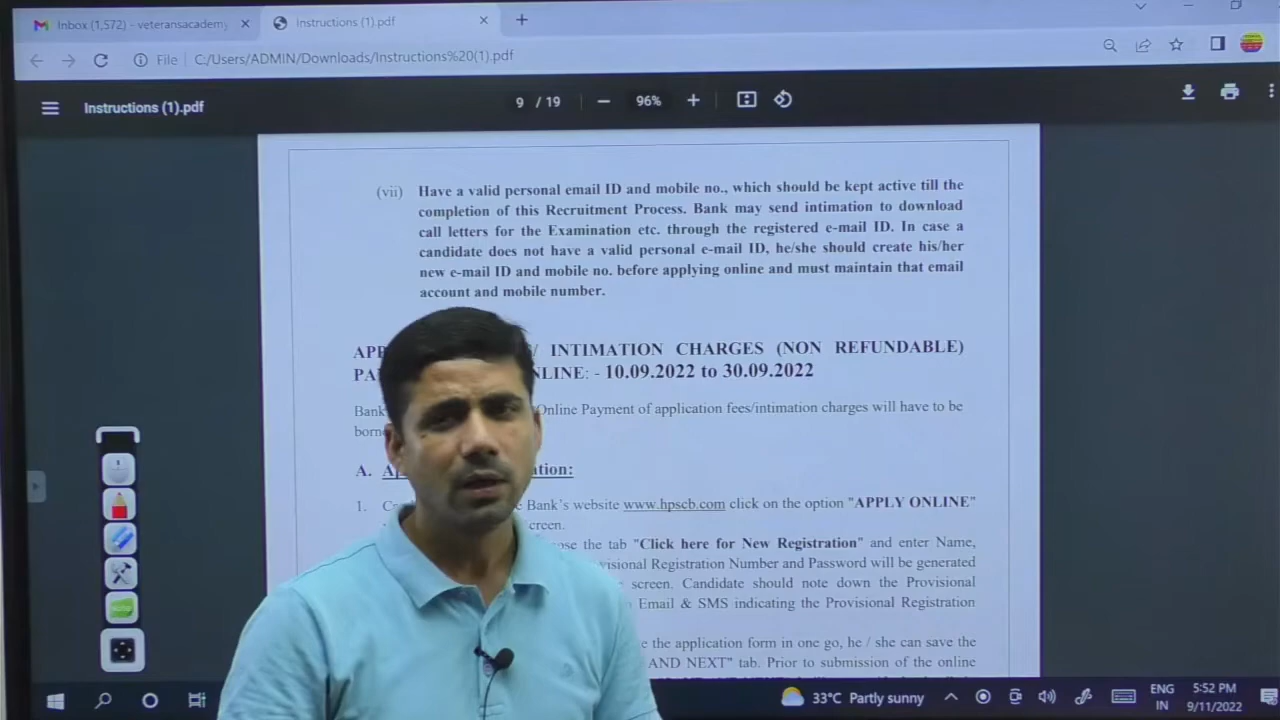 Inbox (1,572) - veteransacademy
Instructions (1).pdf
File
C:/Users/ADMIN/Downloads/Instructions%20(1).pdf
Instructions (1).pdf
9 / 19
96%
(vii) Have a valid personal email ID and mobile no., which should be kept active till the
completion of this Recruitment Process. Bank may send intimation to download
call letters for the Examination etc. through the registered e-mail ID. In case a
candidate does not have a valid personal e-mail ID, he/she should create his/her
new e-mail ID and mobile no. before applying online and must maintain that email
account and mobile number.
/ INTIMATION CHARGES (NON REFUNDABLE)
NLINE: - 10.09.2022 to 30.09.2022
Bank Online Payment of application fees/intimation charges will have to be
A. tion:
1. Bank's website www.hpscb.com click on the option "APPLY ONLINE"
creen.
ose the tab "Click here for New Registration" and enter Name,
visional Registration Number and Password will be generated
screen. Candidate should note down the Provisional
Email & SMS indicating the Provisional Registration
the application form in one go, he / she can save the
AND NEXT" tab. Prior to submission of the online
33°C Partly sunny
ENG
IN
5:52 PM
9/11/2022